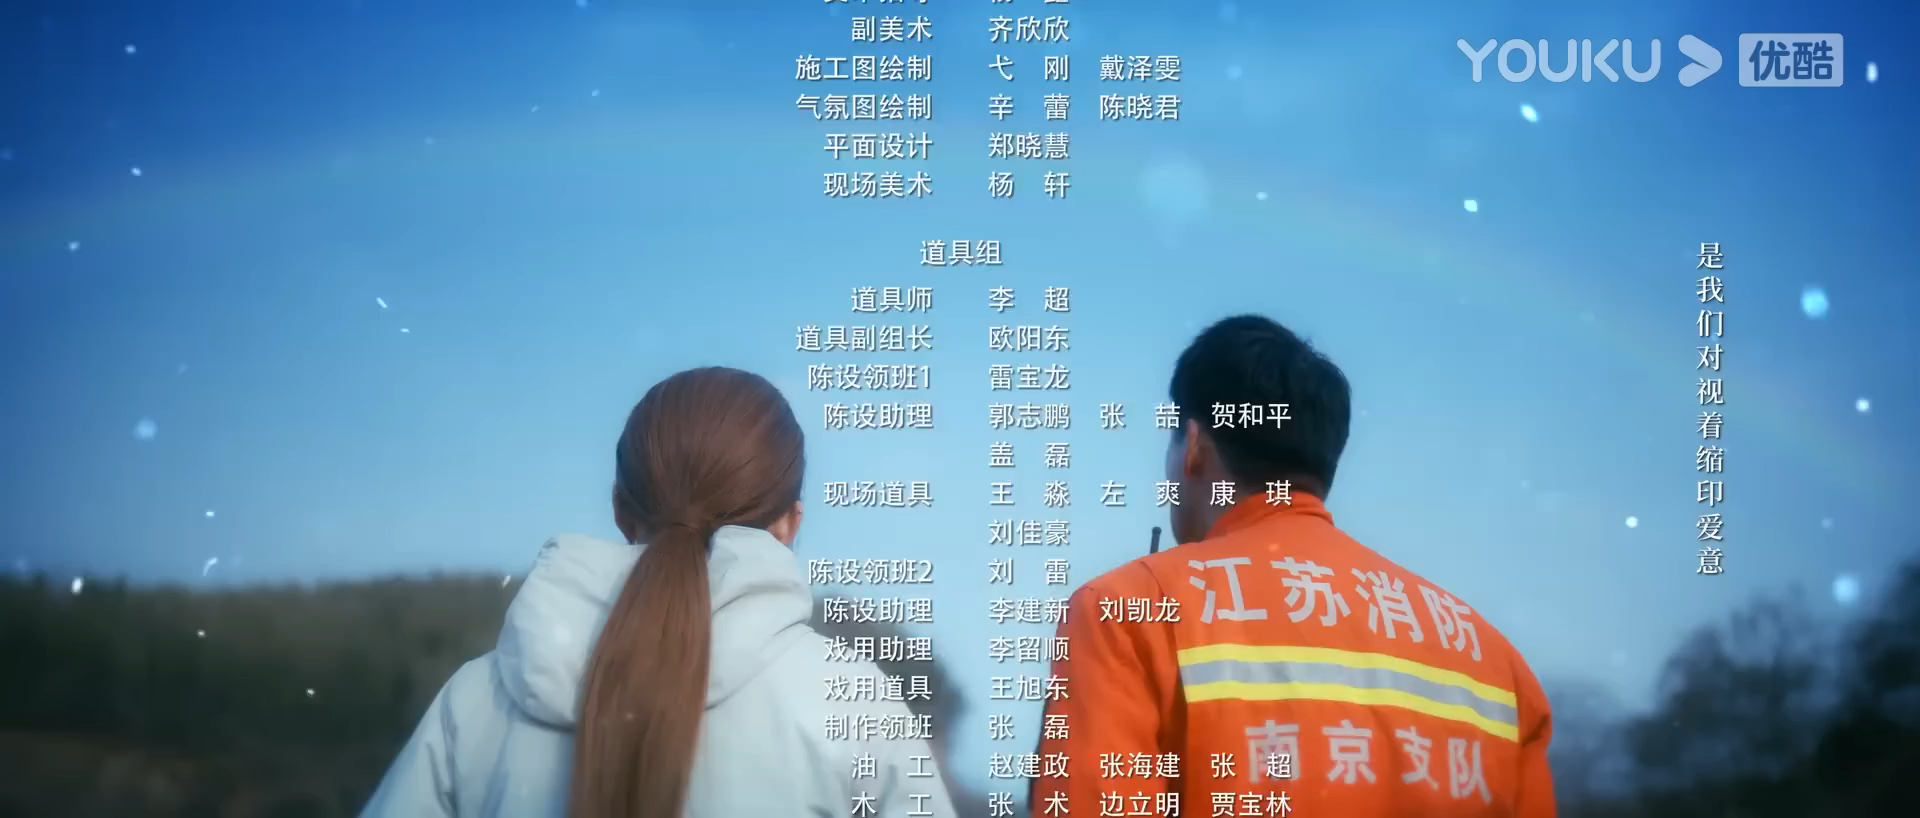 副美术 齐欣欣
施工图绘制 弋 刚 戴泽雯
气氛图绘制 辛 蕾 陈晓君
平面设计 郑晓慧
现场美术 杨 轩
道具组
道具师 李 超
道具副组长 欧阳东
陈设领班1 雷宝龙
陈设助理 郭志鹏 张 喆 贺和平
盖 磊
现场道具 王 淼 左 爽 康 琪
刘佳豪
陈设领班2 刘 雷
陈设助理 李建新 刘凯龙
戏用助理 李留顺
戏用道具 王旭东
制作领班 张 磊
油 工 赵建政 张海建 张 超
木 工 张 术 边立明 贾宝林
YOUKU 优酷
是我们对视着缩印爱意
江苏消防
南京支队